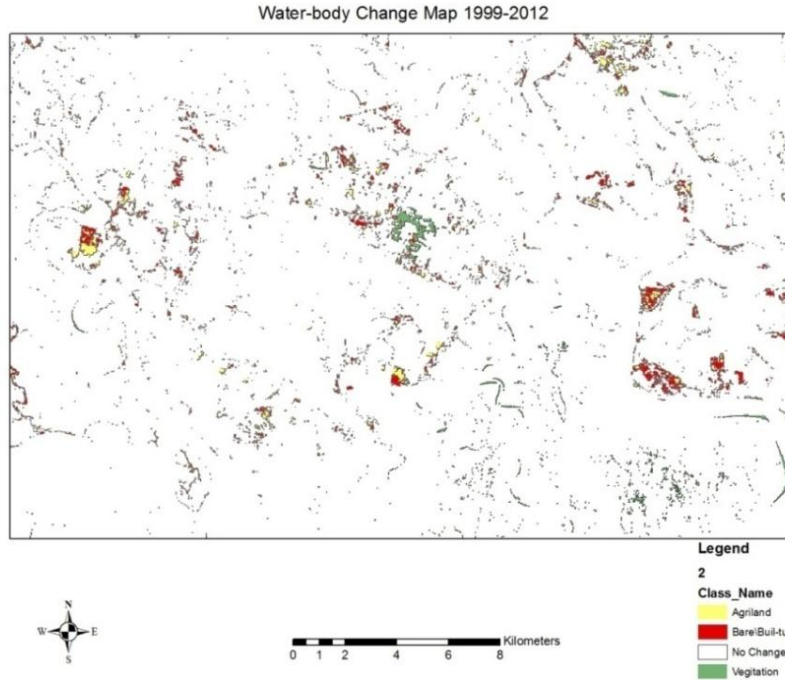 Water-body Change Map 1999-2012
Legend
2
Class_Name
Agriland
Bare\Buil-tu
No Change
Vegitation
N
W E
S
Kilometers
0 1 2 4 6 8